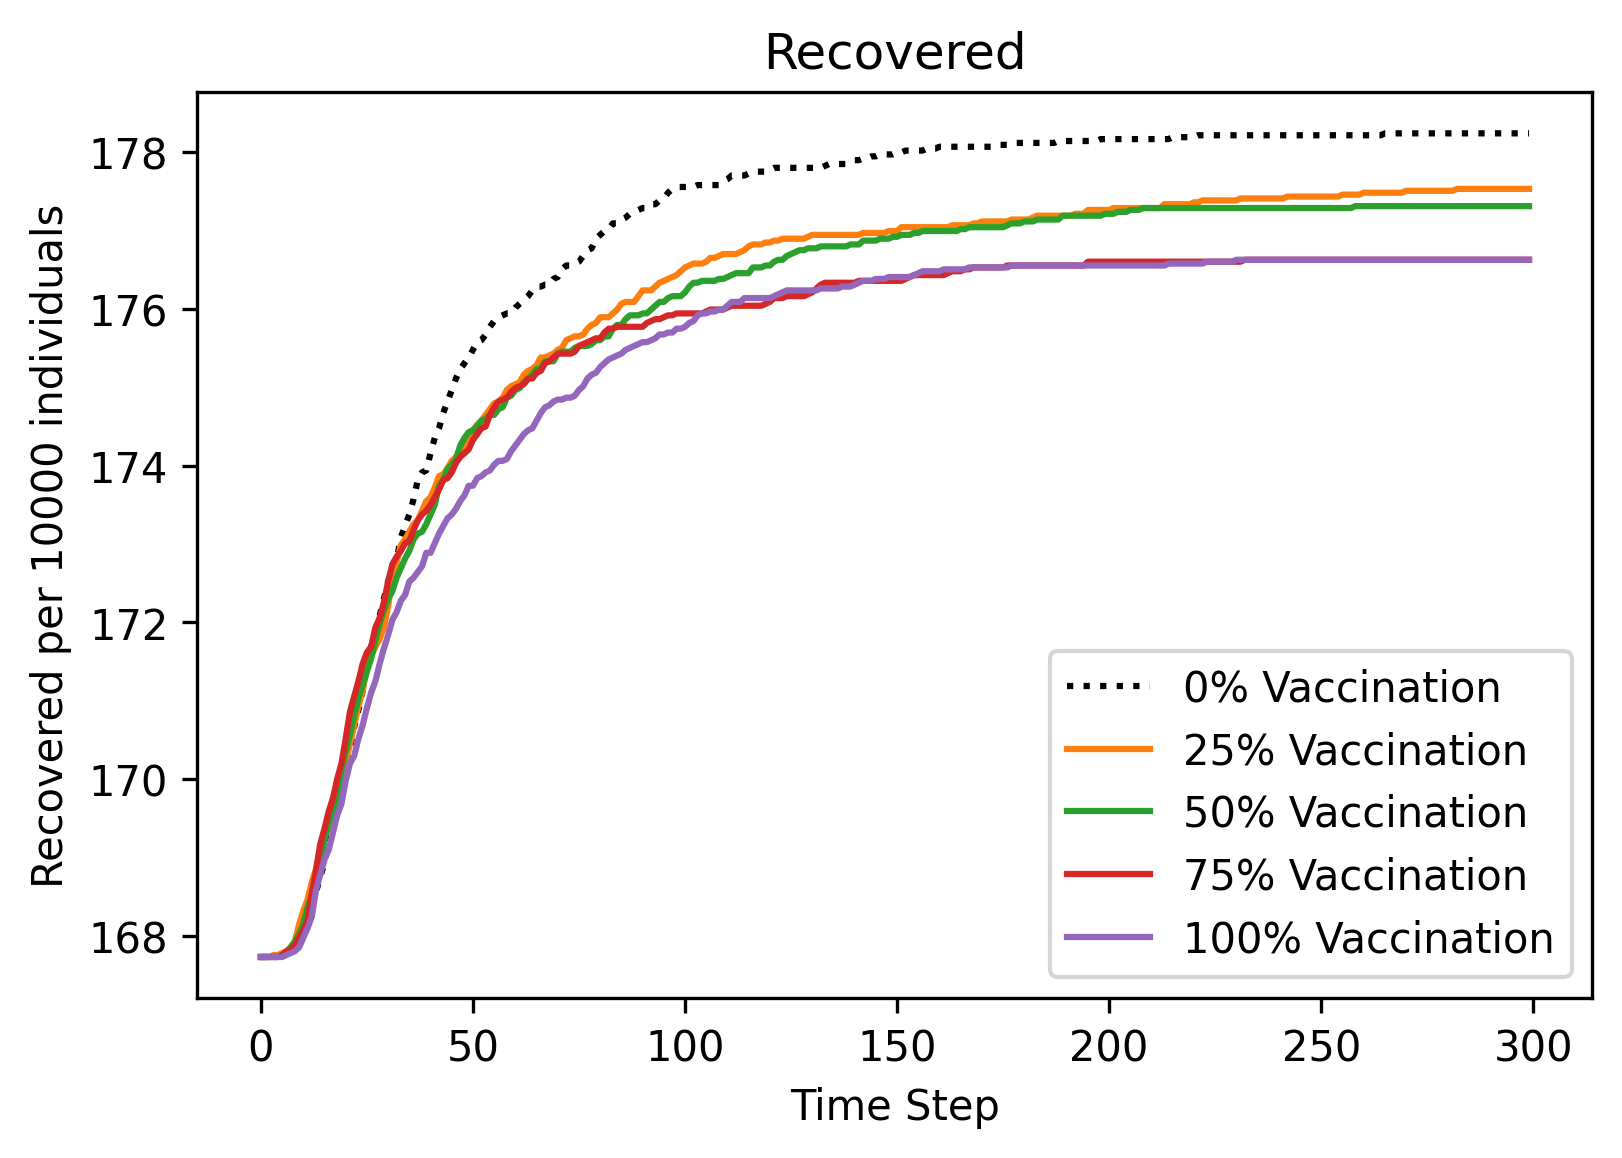 Recovered
Recovered per 10000 individuals
178
176
174
172
170
168
0% Vaccination
25% Vaccination
50% Vaccination
75% Vaccination
100% Vaccination
0 50 100 150 200 250 300
Time Step